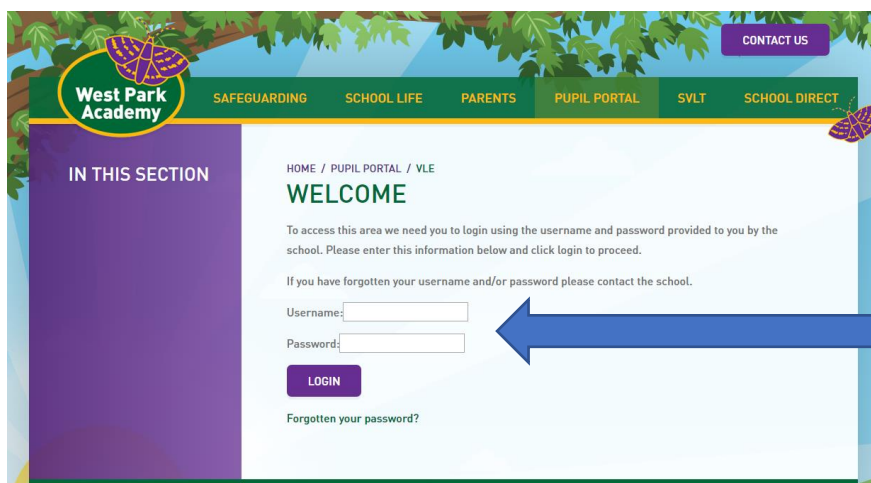 CONTACT US
West Park
Academy
SAFEGUARDING SCHOOL LIFE PARENTS PUPIL PORTAL SVLT SCHOOL DIRECT
IN THIS SECTION
HOME / PUPIL PORTAL / VLE
WELCOME
To access this area we need you to login using the username and password provided to you by the
school. Please enter this information below and click login to proceed.
If you have forgotten your username and/or password please contact the school.
Username:
Password:
LOGIN
Forgotten your password?